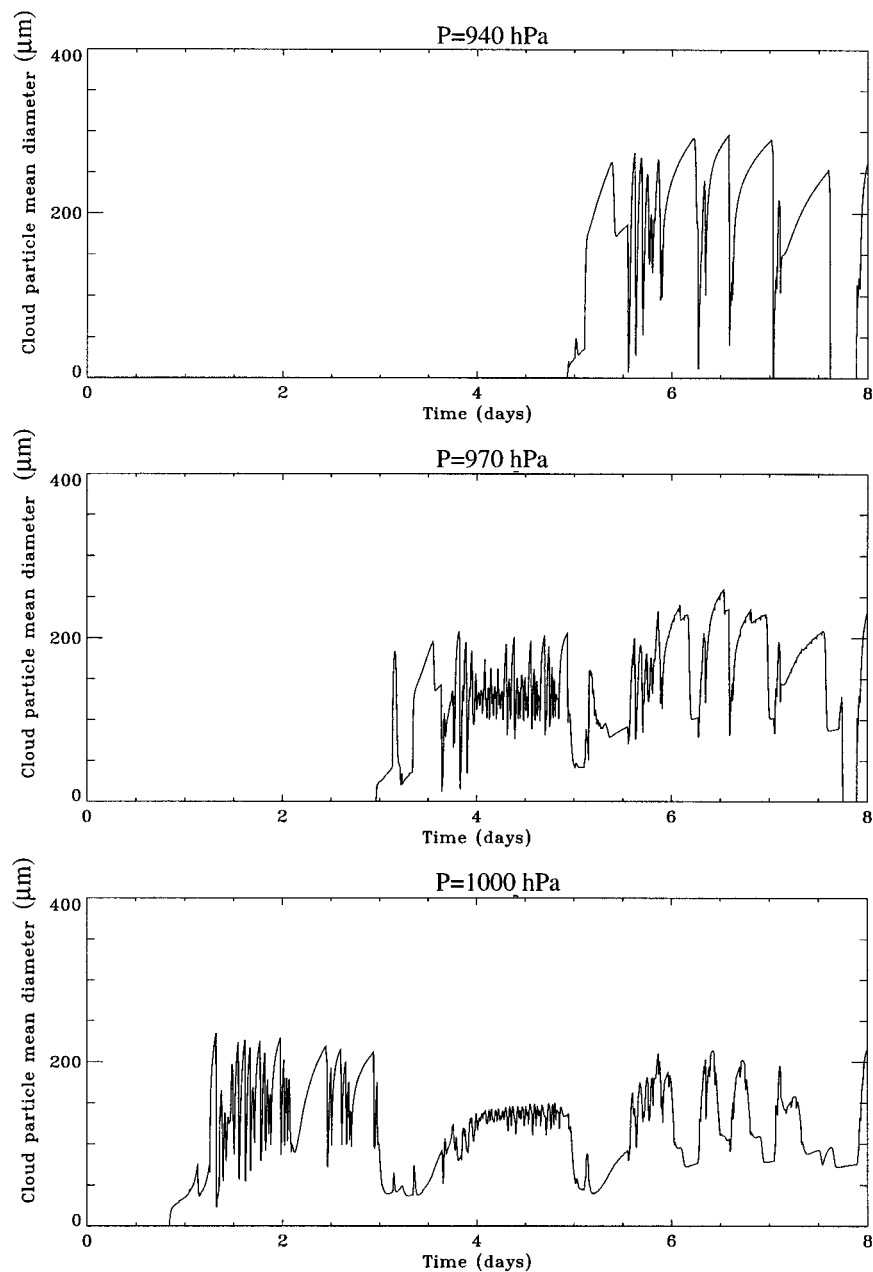 P=940 hPa
Cloud particle mean diameter (μm)
400
200
0
0 2 4 6 8
Time (days)
P=970 hPa
Cloud particle mean diameter (μm)
400
200
0
0 2 4 6 8
Time (days)
P=1000 hPa
Cloud particle mean diameter (μm)
400
200
0
0 2 4 6 8
Time (days)